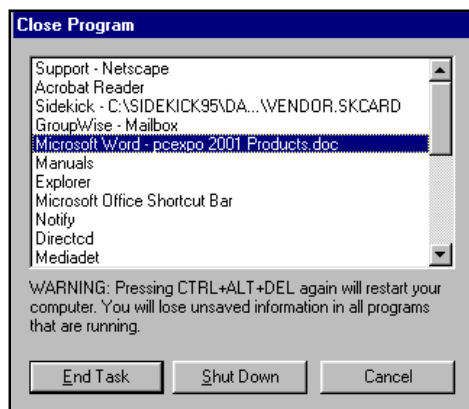 Close Program
Support - Netscape
Acrobat Reader
Sidekick - C:\SIDEKICK95\DA...\VENDOR.SKCARD
GroupWise - Mailbox
Microsoft Word - pcexpo 2001 Products.doc
Manuals
Explorer
Microsoft Office Shortcut Bar
Notify
Directcd
Mediadet
WARNING: Pressing CTRL+ALT+DEL again will restart your
computer. You will lose unsaved information in all programs
that are running.
End Task Shut Down Cancel